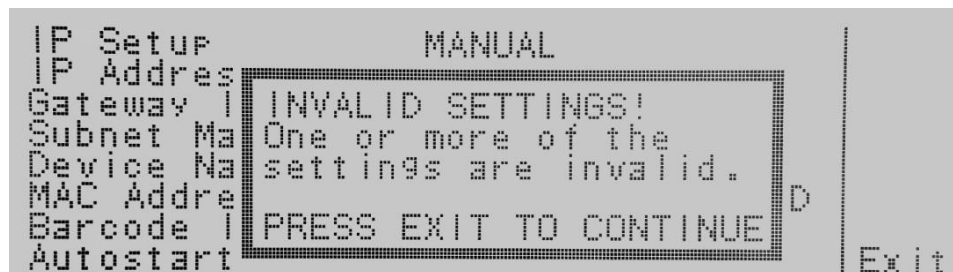 IP Setup MANUAL
IP Addres
Gateway I
Subnet Ma
Device Na
MAC Addre D
Barcode I
Autostart Exit
INVALID SETTINGS!
One or more of the
settings are invalid.
PRESS EXIT TO CONTINUE